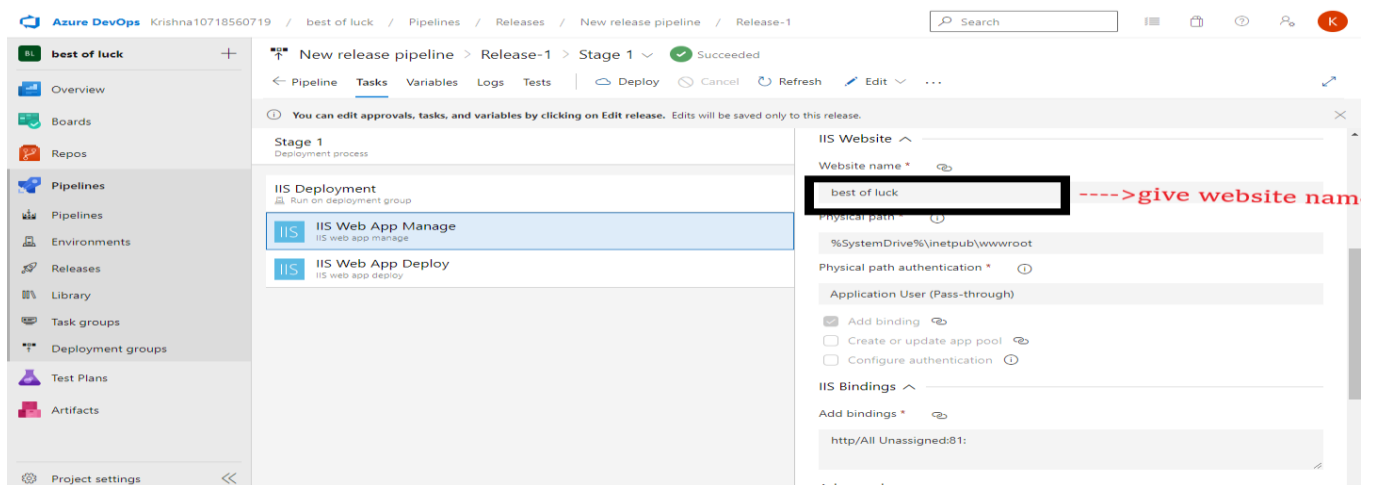 Azure DevOps Krishna10718560719 / best of luck / Pipelines / Releases / New release pipeline / Release-1
Search
K
BL best of luck
New release pipeline > Release-1 > Stage 1 Succeeded
Pipeline Tasks Variables Logs Tests Deploy Cancel Refresh Edit ...
You can edit approvals, tasks, and variables by clicking on Edit release. Edits will be saved only to this release.
Overview
Boards
Repos
Pipelines
Pipelines
Environments
Releases
Library
Task groups
Deployment groups
Test Plans
Artifacts
Project settings
Stage 1
Deployment process
IIS Deployment
Run on deployment group
IIS IIS Web App Manage
IIS web app manage
IIS IIS Web App Deploy
IIS web app deploy
IIS Website
Website name *
best of luck
---->give website nam
Physical path *
%SystemDrive%\inetpub\wwwroot
Physical path authentication *
Application User (Pass-through)
Add binding
Create or update app pool
Configure authentication
IIS Bindings
Add bindings *
http/All Unassigned:81: